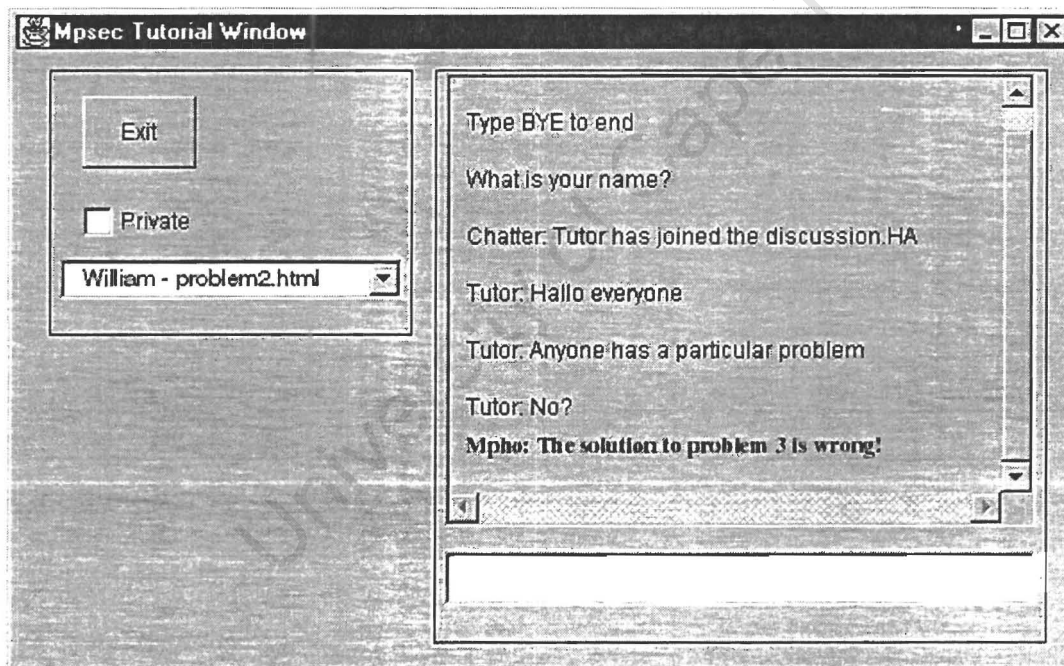 Mpsec Tutorial Window
Exit
Private
William - problem2.html
Type BYE to end
What is your name?
Chatter: Tutor has joined the discussion.HA
Tutor: Hallo everyone
Tutor: Anyone has a particular problem
Tutor: No?
Mpho: The solution to problem 3 is wrong!